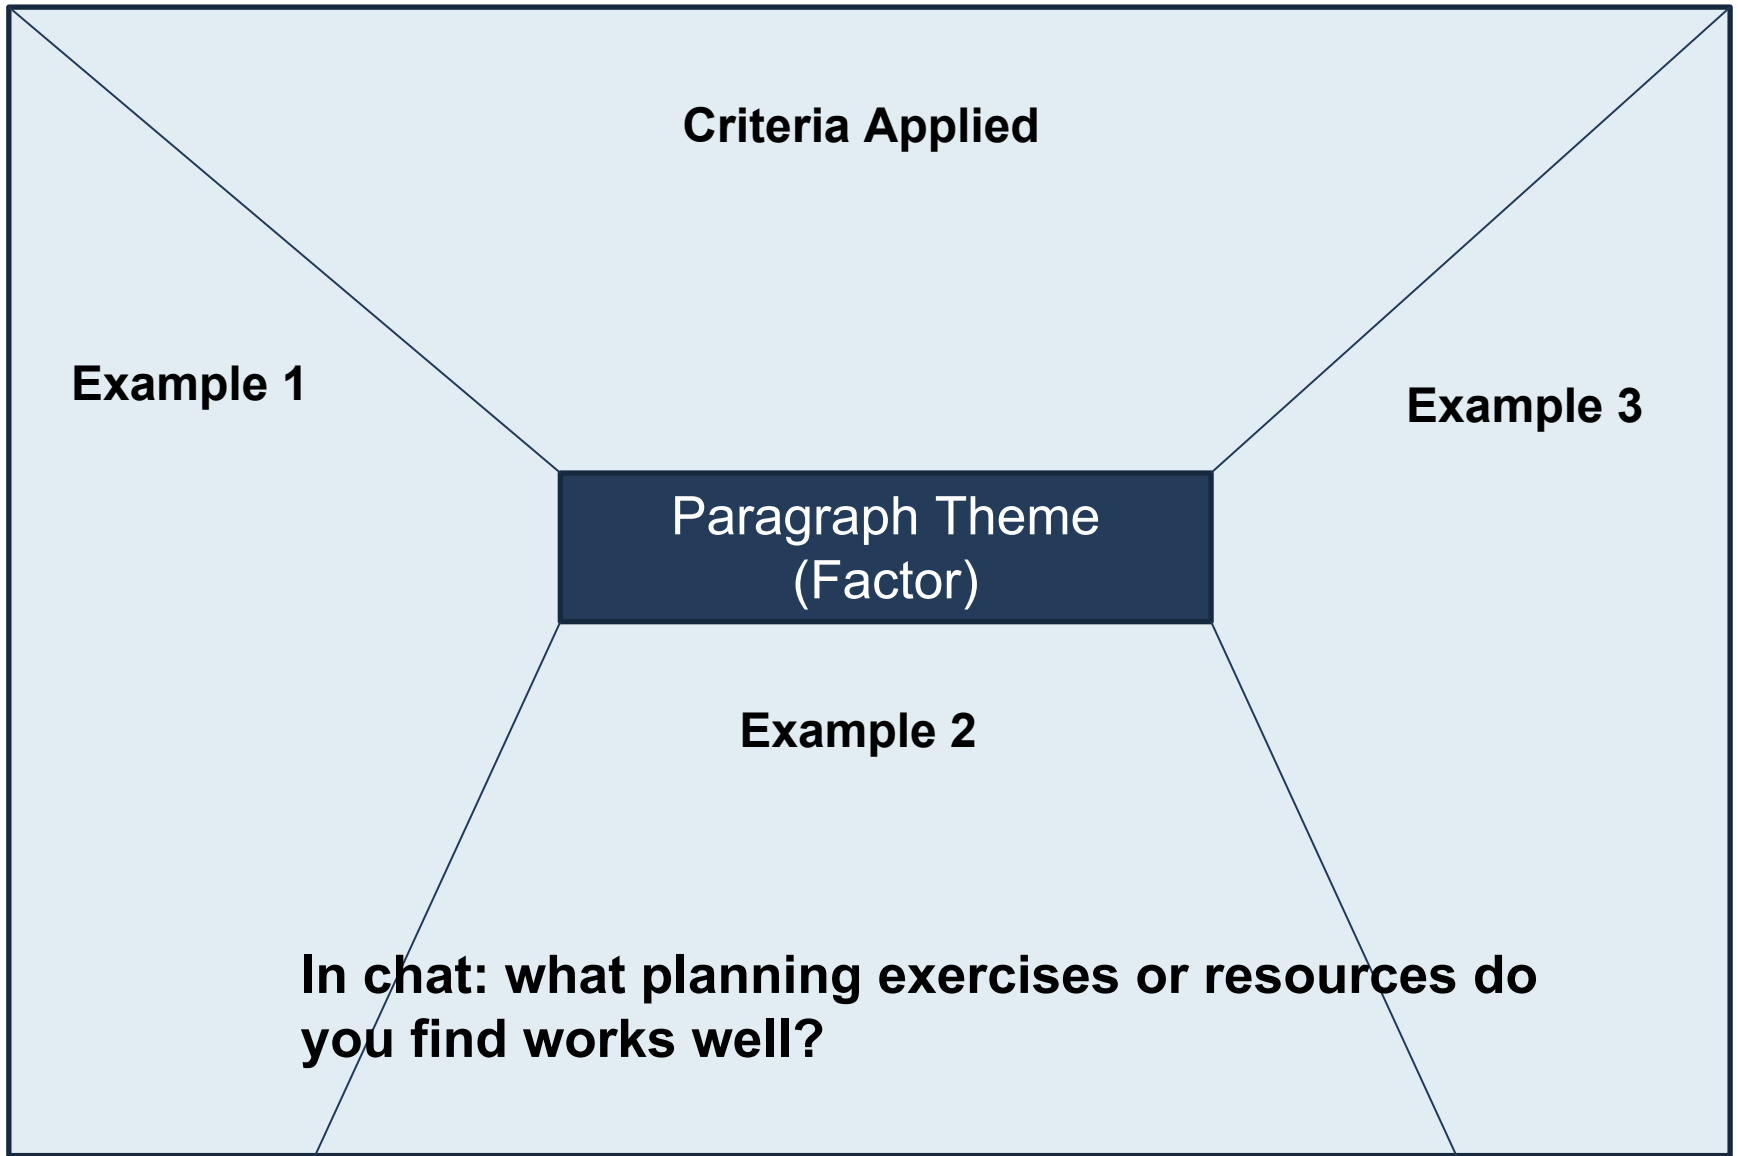 Criteria Applied
Example 1
Example 3
Paragraph Theme
(Factor)
Example 2
In chat: what planning exercises or resources do
you find works well?